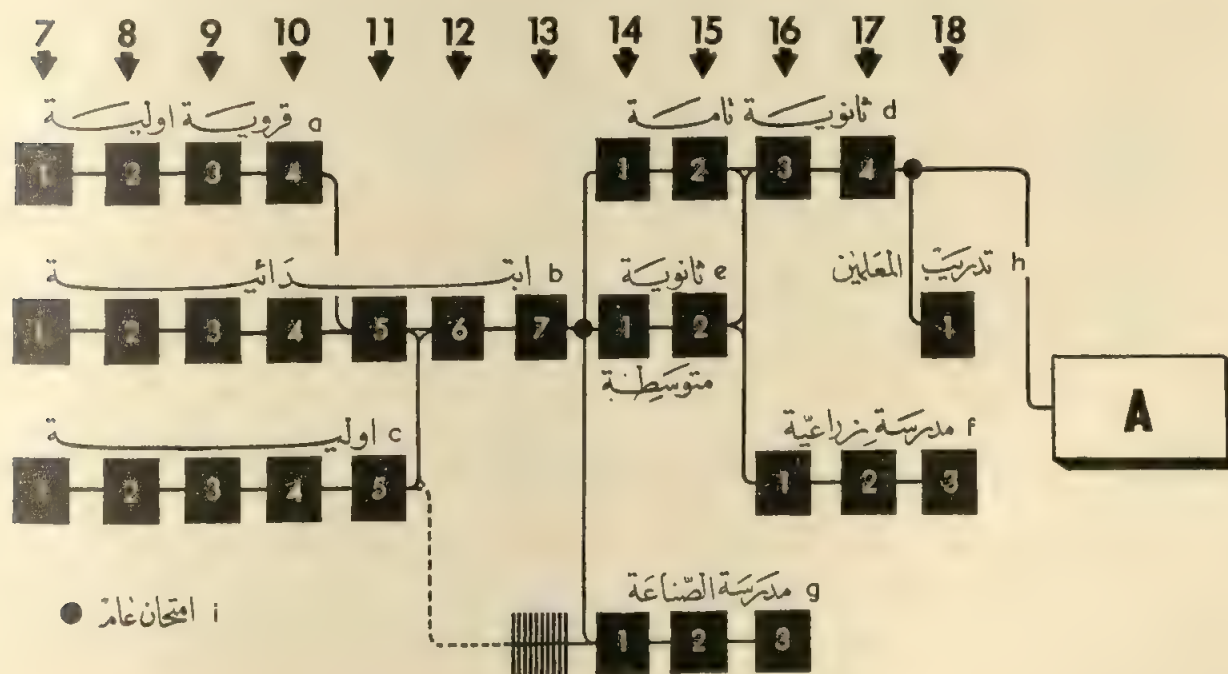 7 8 9 10 11 12 13 14 15 16 17 18
a قروية اولية
d ثانوية تامة
1 2 3 4
1 2 3 4
h تدريب المعلمين
b ابتدائية
e ثانوية
1 2 3 4 5 6 7
1 2
1
متوسطة
A
c اولية
f مدرسة زراعية
1 2 3 4 5
1 2 3
g مدرسة الصناعة
i امتحان عام
1 2 3